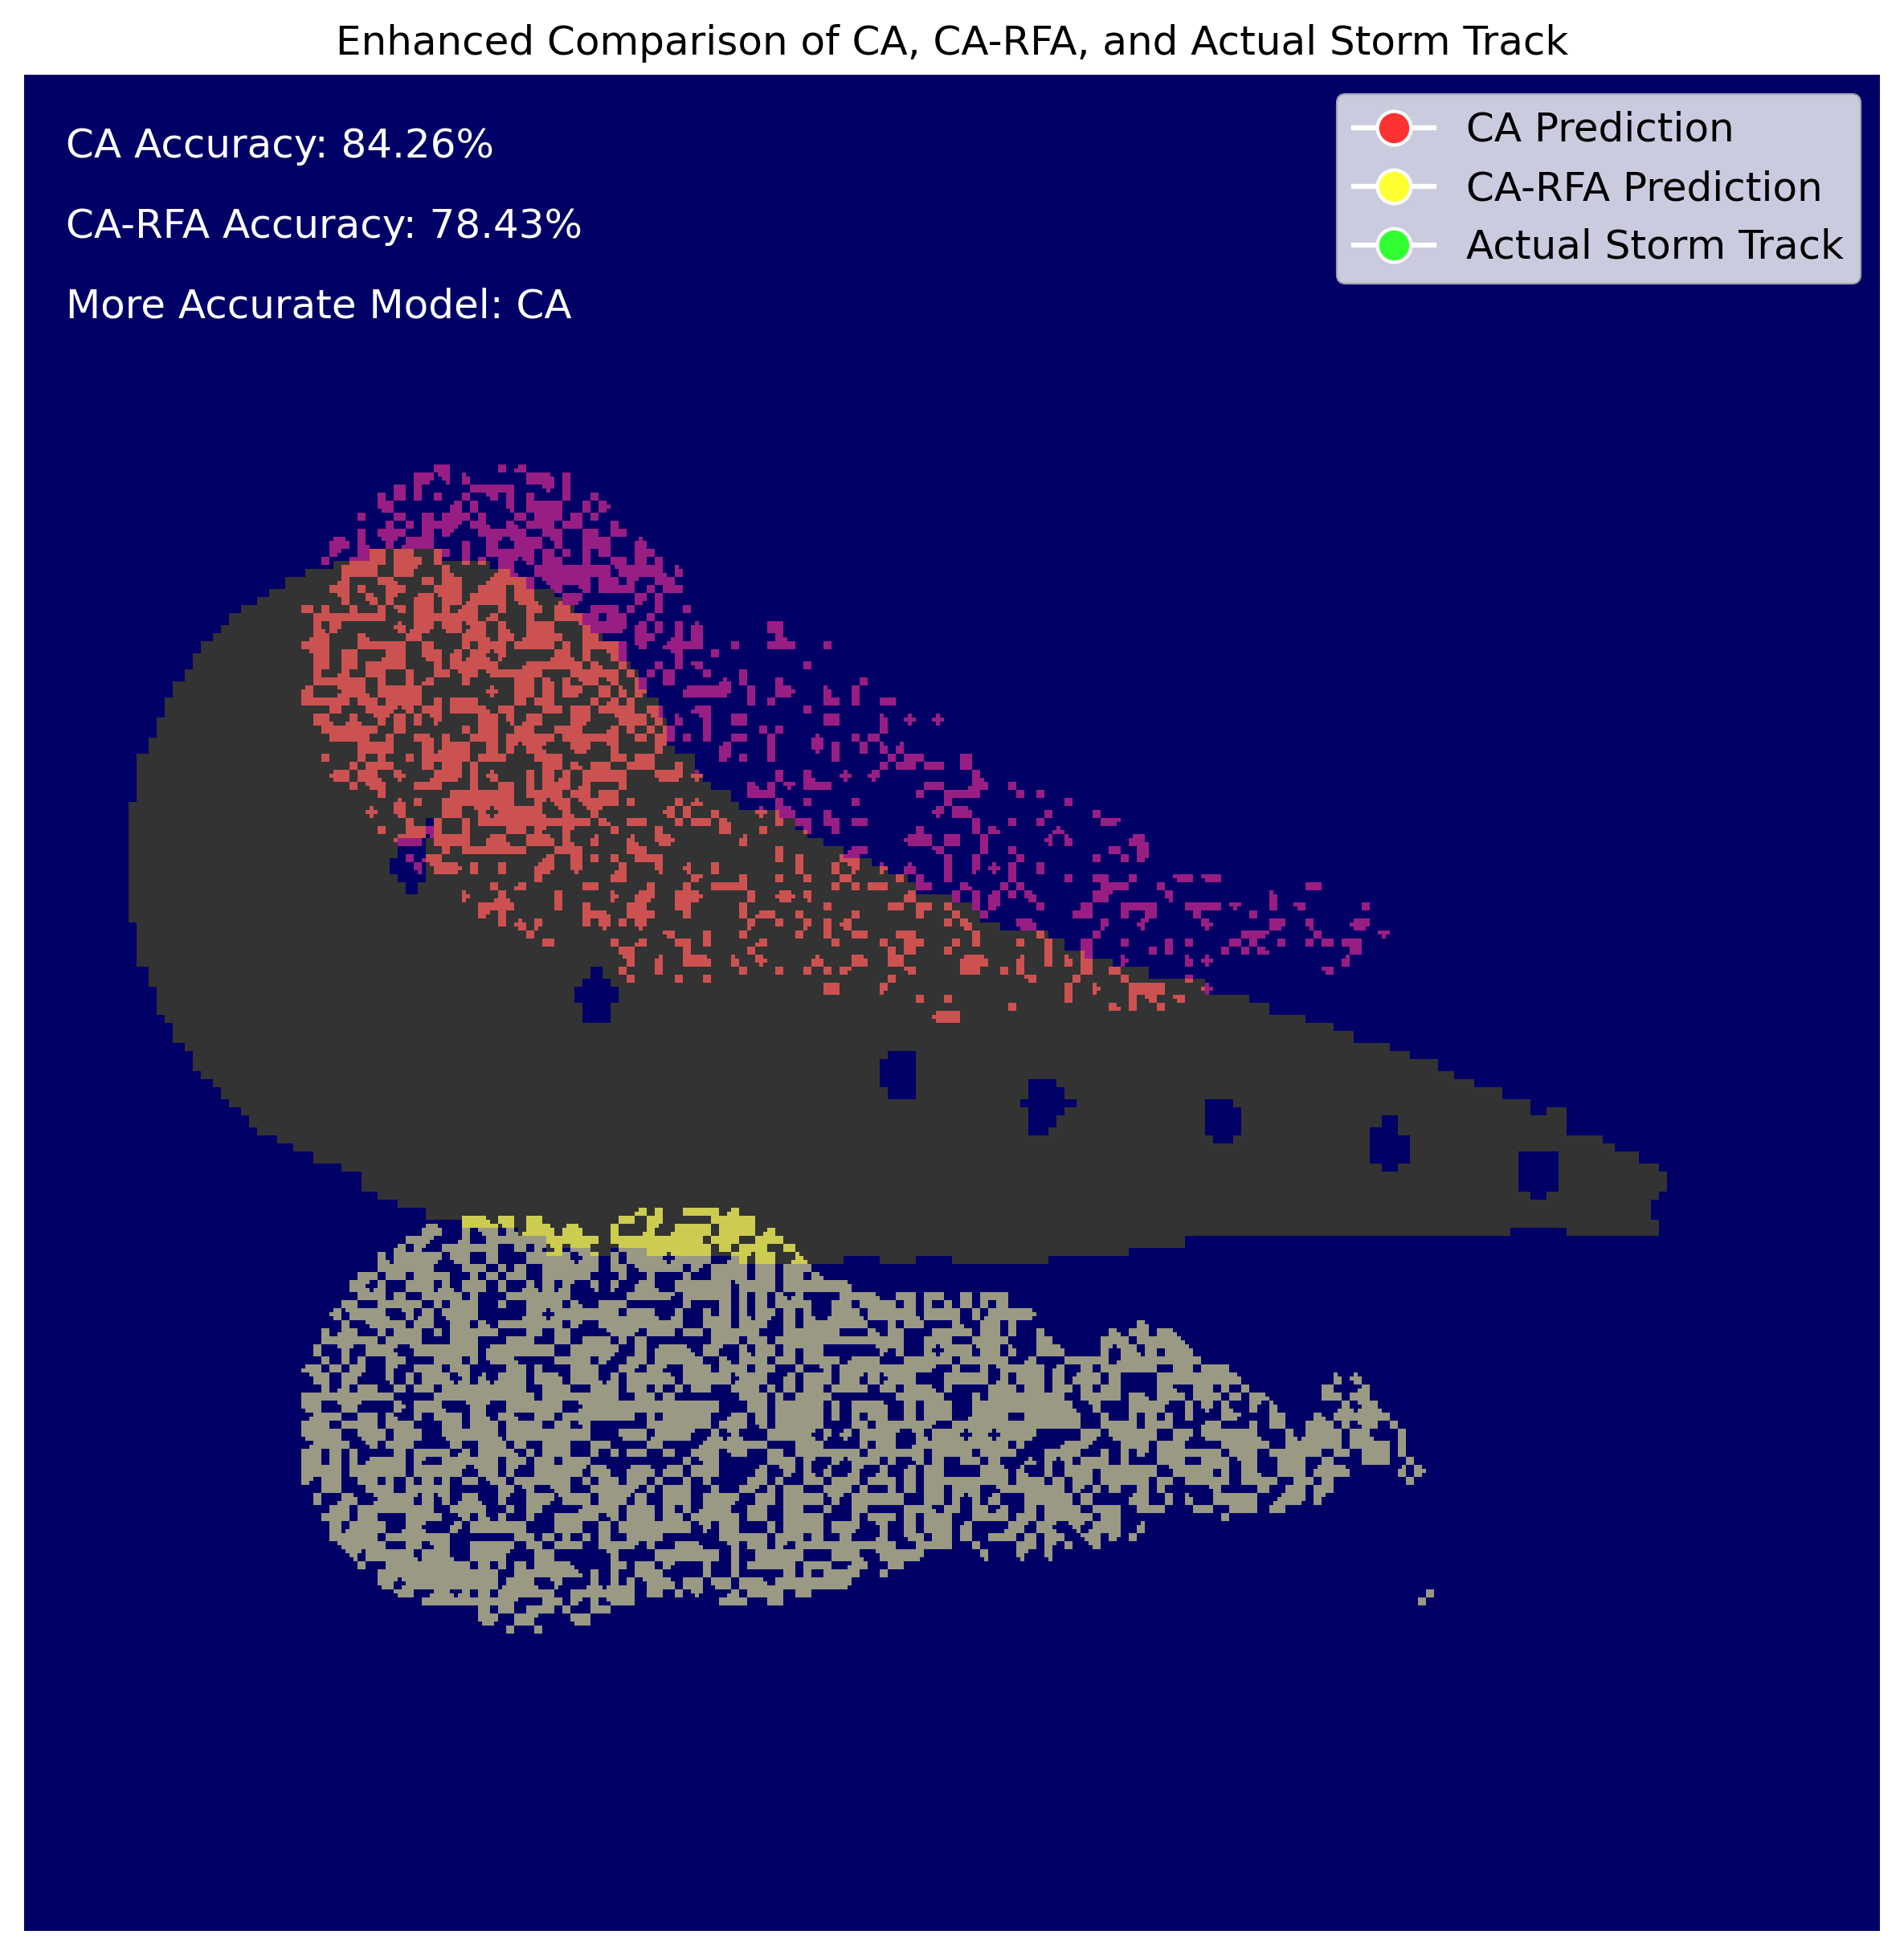 Enhanced Comparison of CA, CA-RFA, and Actual Storm Track
CA Accuracy: 84.26%
CA-RFA Accuracy: 78.43%
More Accurate Model: CA
CA Prediction
CA-RFA Prediction
Actual Storm Track